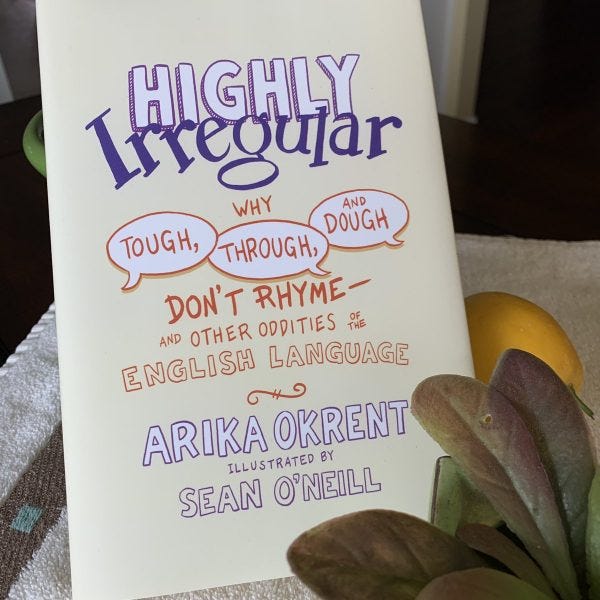 HIGHLY
Irregular
WHY
TOUGH,
THROUGH,
AND
DOUGH
DON'T RHYME—
AND OTHER ODDITIES OF THE
ENGLISH LANGUAGE
ARIKA OKRENT
ILLUSTRATED BY
SEAN O'NEILL